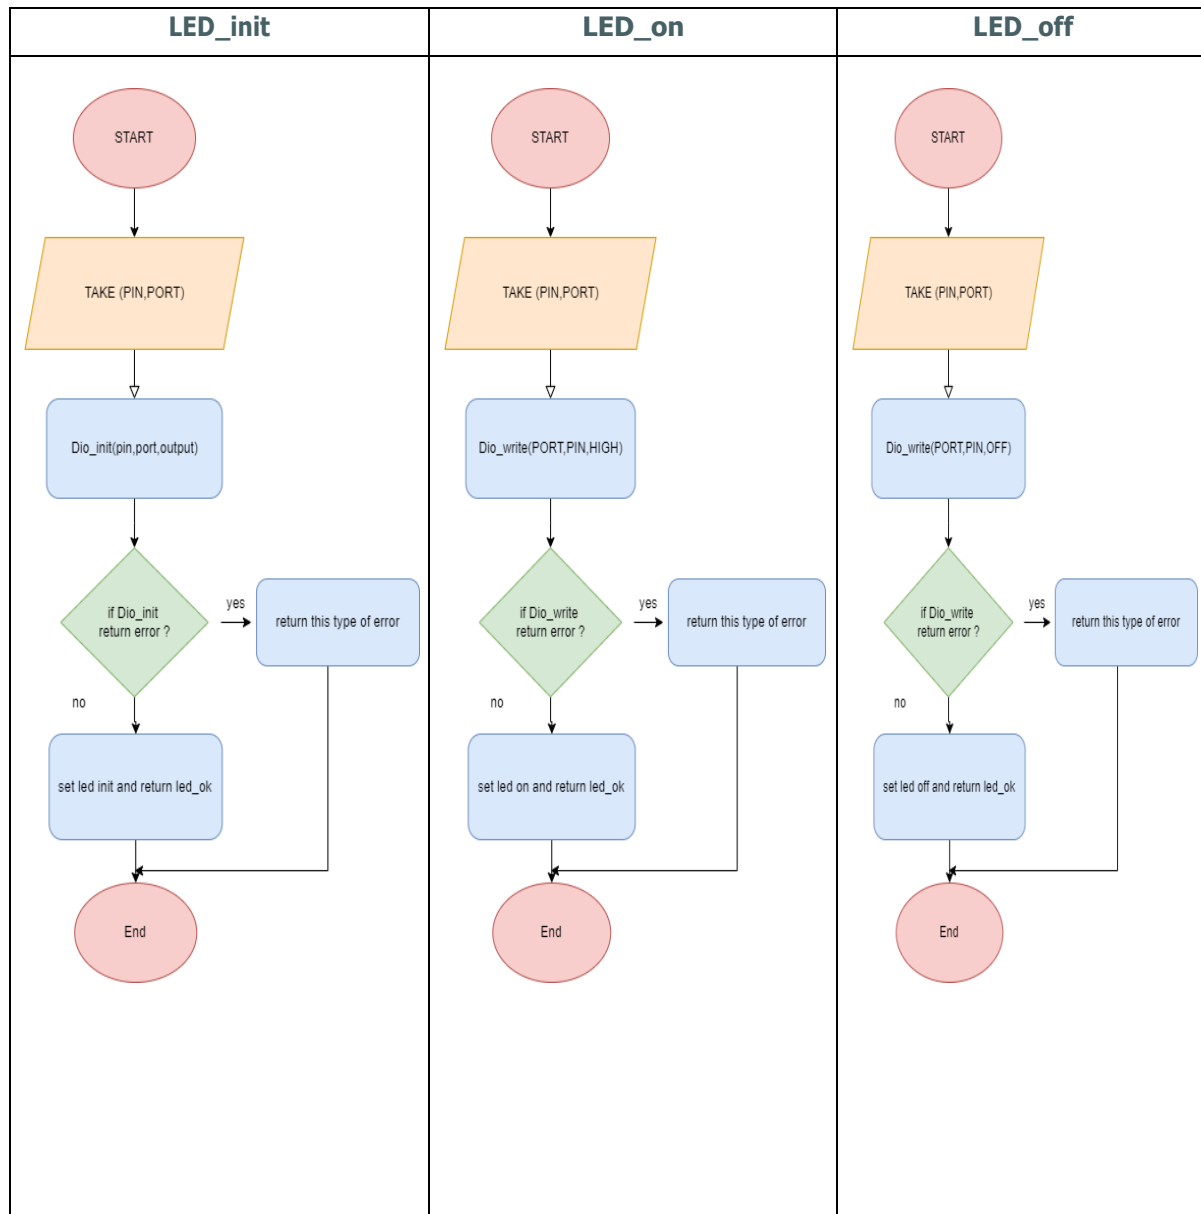 LED_init
START
TAKE (PIN,PORT)
Dio_init(pin,port,output)
if Dio_init
return error ?
yes
return this type of error
no
set led init and return led_ok
End
LED_on
START
TAKE (PIN,PORT)
Dio_write(PORT,PIN,HIGH)
if Dio_write
return error ?
yes
return this type of error
no
set led on and return led_ok
End
LED_off
START
TAKE (PIN,PORT)
Dio_write(PORT,PIN,OFF)
if Dio_write
return error ?
yes
return this type of error
no
set led off and return led_ok
End